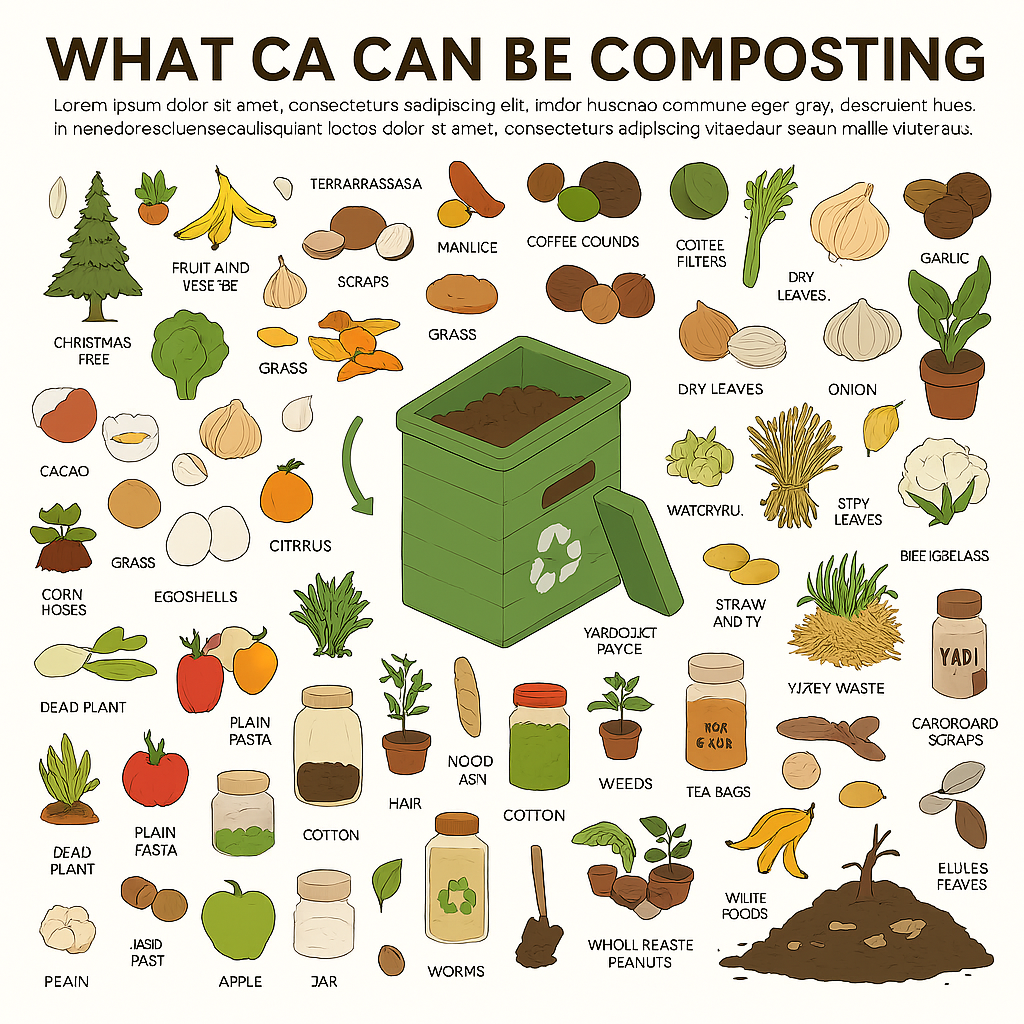 WHAT CA CAN BE COMPOSTING
Lorem ipsum dolor sit amet, consecteturs sadipiscing elit, imdor huscnao commune eger gray, descruient hues.
in nenedorescluensecaulisquiant loctos dolor st amet, consecteturs adiplscing vitaedaur seaun mallle viuteraus.
TERRARRASSASA
MANLICE
COFFEE COUNDS
COTTEE
FILTERS
DRY
LEAVES.
GARLIC
FRUIT AIND
VESE BE
SCRAPS
CHRISTMAS
FREE
GRASS
GRASS
DRY LEAVES
ONION
CACAO
WATCRYRU.
STPY
LEAVES
CITRRUS
GRASS
BIEE IGBELASS
CORN
HOSES
EGOSHELLS
STRAW
AND TY
YARDOJJCT
PAYCE
YADI
DEAD PLANT
YJZEY WASTE
PLAIN
PASTA
CAROROARD
SGRAPS
NOR
GXUR
NOOD
ASN
WEEDS
TEA BAGS
HAIR
COTTON
COTTON
PLAIN
FASTA
DEAD
PLANT
ELULES
FEAVES
WILITE
FOODS
JASID
PAST
WHOLL REASTE
PEANUTS
PEAIN
APPLE
JAR
WORMS